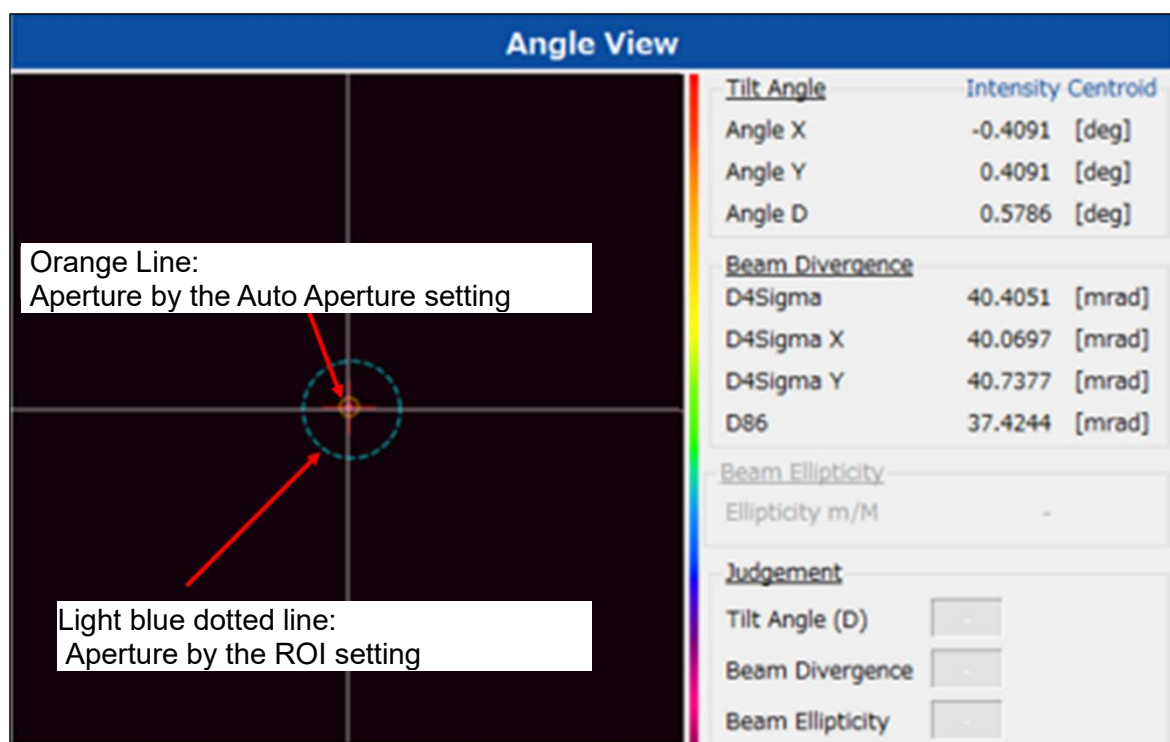 Angle View
Tilt Angle Intensity Centroid
Angle X -0.4091 [deg]
Angle Y 0.4091 [deg]
Angle D 0.5786 [deg]
Orange Line:
Aperture by the Auto Aperture setting
Beam Divergence
D4Sigma 40.4051 [mrad]
D4Sigma X 40.0697 [mrad]
D4Sigma Y 40.7377 [mrad]
D86 37.4244 [mrad]
Beam Ellipticity
Ellipticity m/M -
Light blue dotted line:
Aperture by the ROI setting
Judgement
Tilt Angle (D) -
Beam Divergence -
Beam Ellipticity -